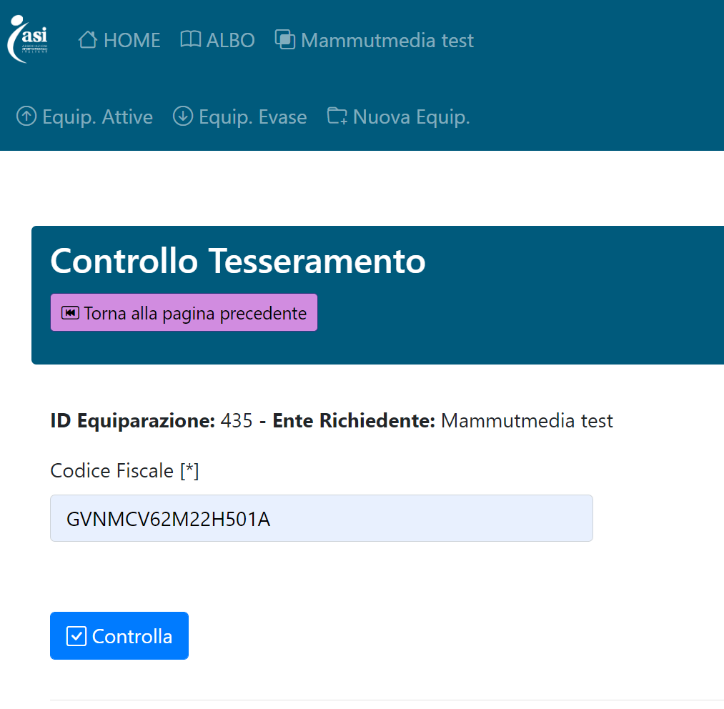 asi
HOME ALBO Mammutmedia test
Equip. Attive Equip. Evase Nuova Equip.
Controllo Tesseramento
Torna alla pagina precedente
ID Equiparazione: 435 - Ente Richiedente: Mammutmedia test
Codice Fiscale [*]
GVNMCV62M22H501A
Controlla